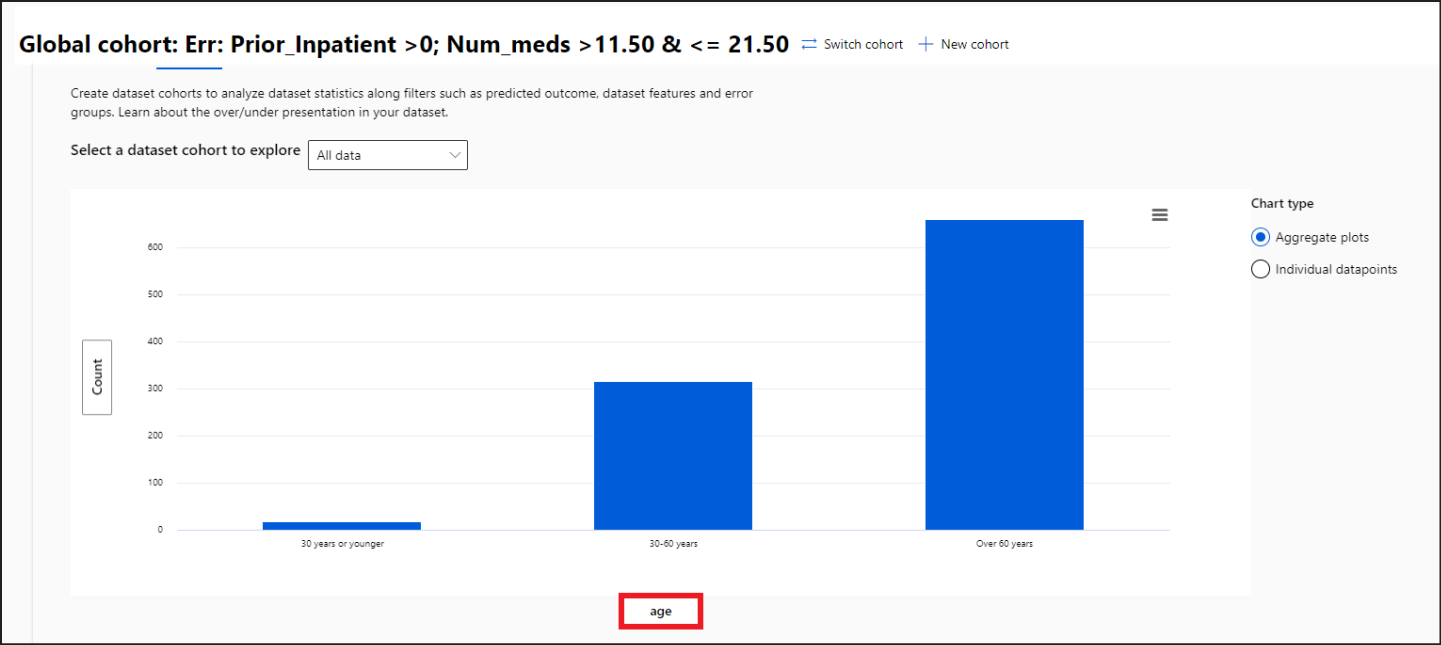 Global cohort: Err: Prior_Inpatient >0; Num_meds >11.50 & <= 21.50 Switch cohort New cohort
Create dataset cohorts to analyze dataset statistics along filters such as predicted outcome, dataset features and error
groups. Learn about the over/under presentation in your dataset.
Select a dataset cohort to explore All data
Chart type
Aggregate plots
Individual datapoints
600
500
400
300
200
100
0
Count
30 years or younger 30-60 years Over 60 years
age